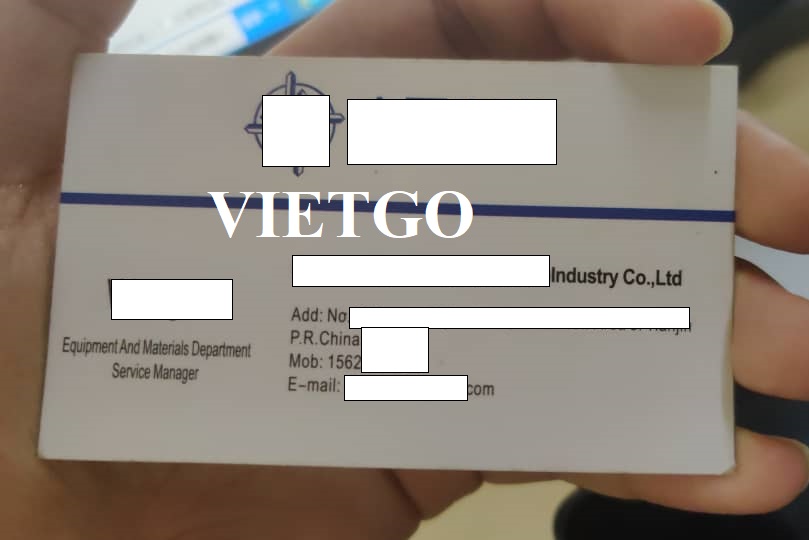 VIETGO
Industry Co.,Ltd
Add: No
P.R.China
Mob: 1562
E-mail: com
Equipment And Materials Department
Service Manager